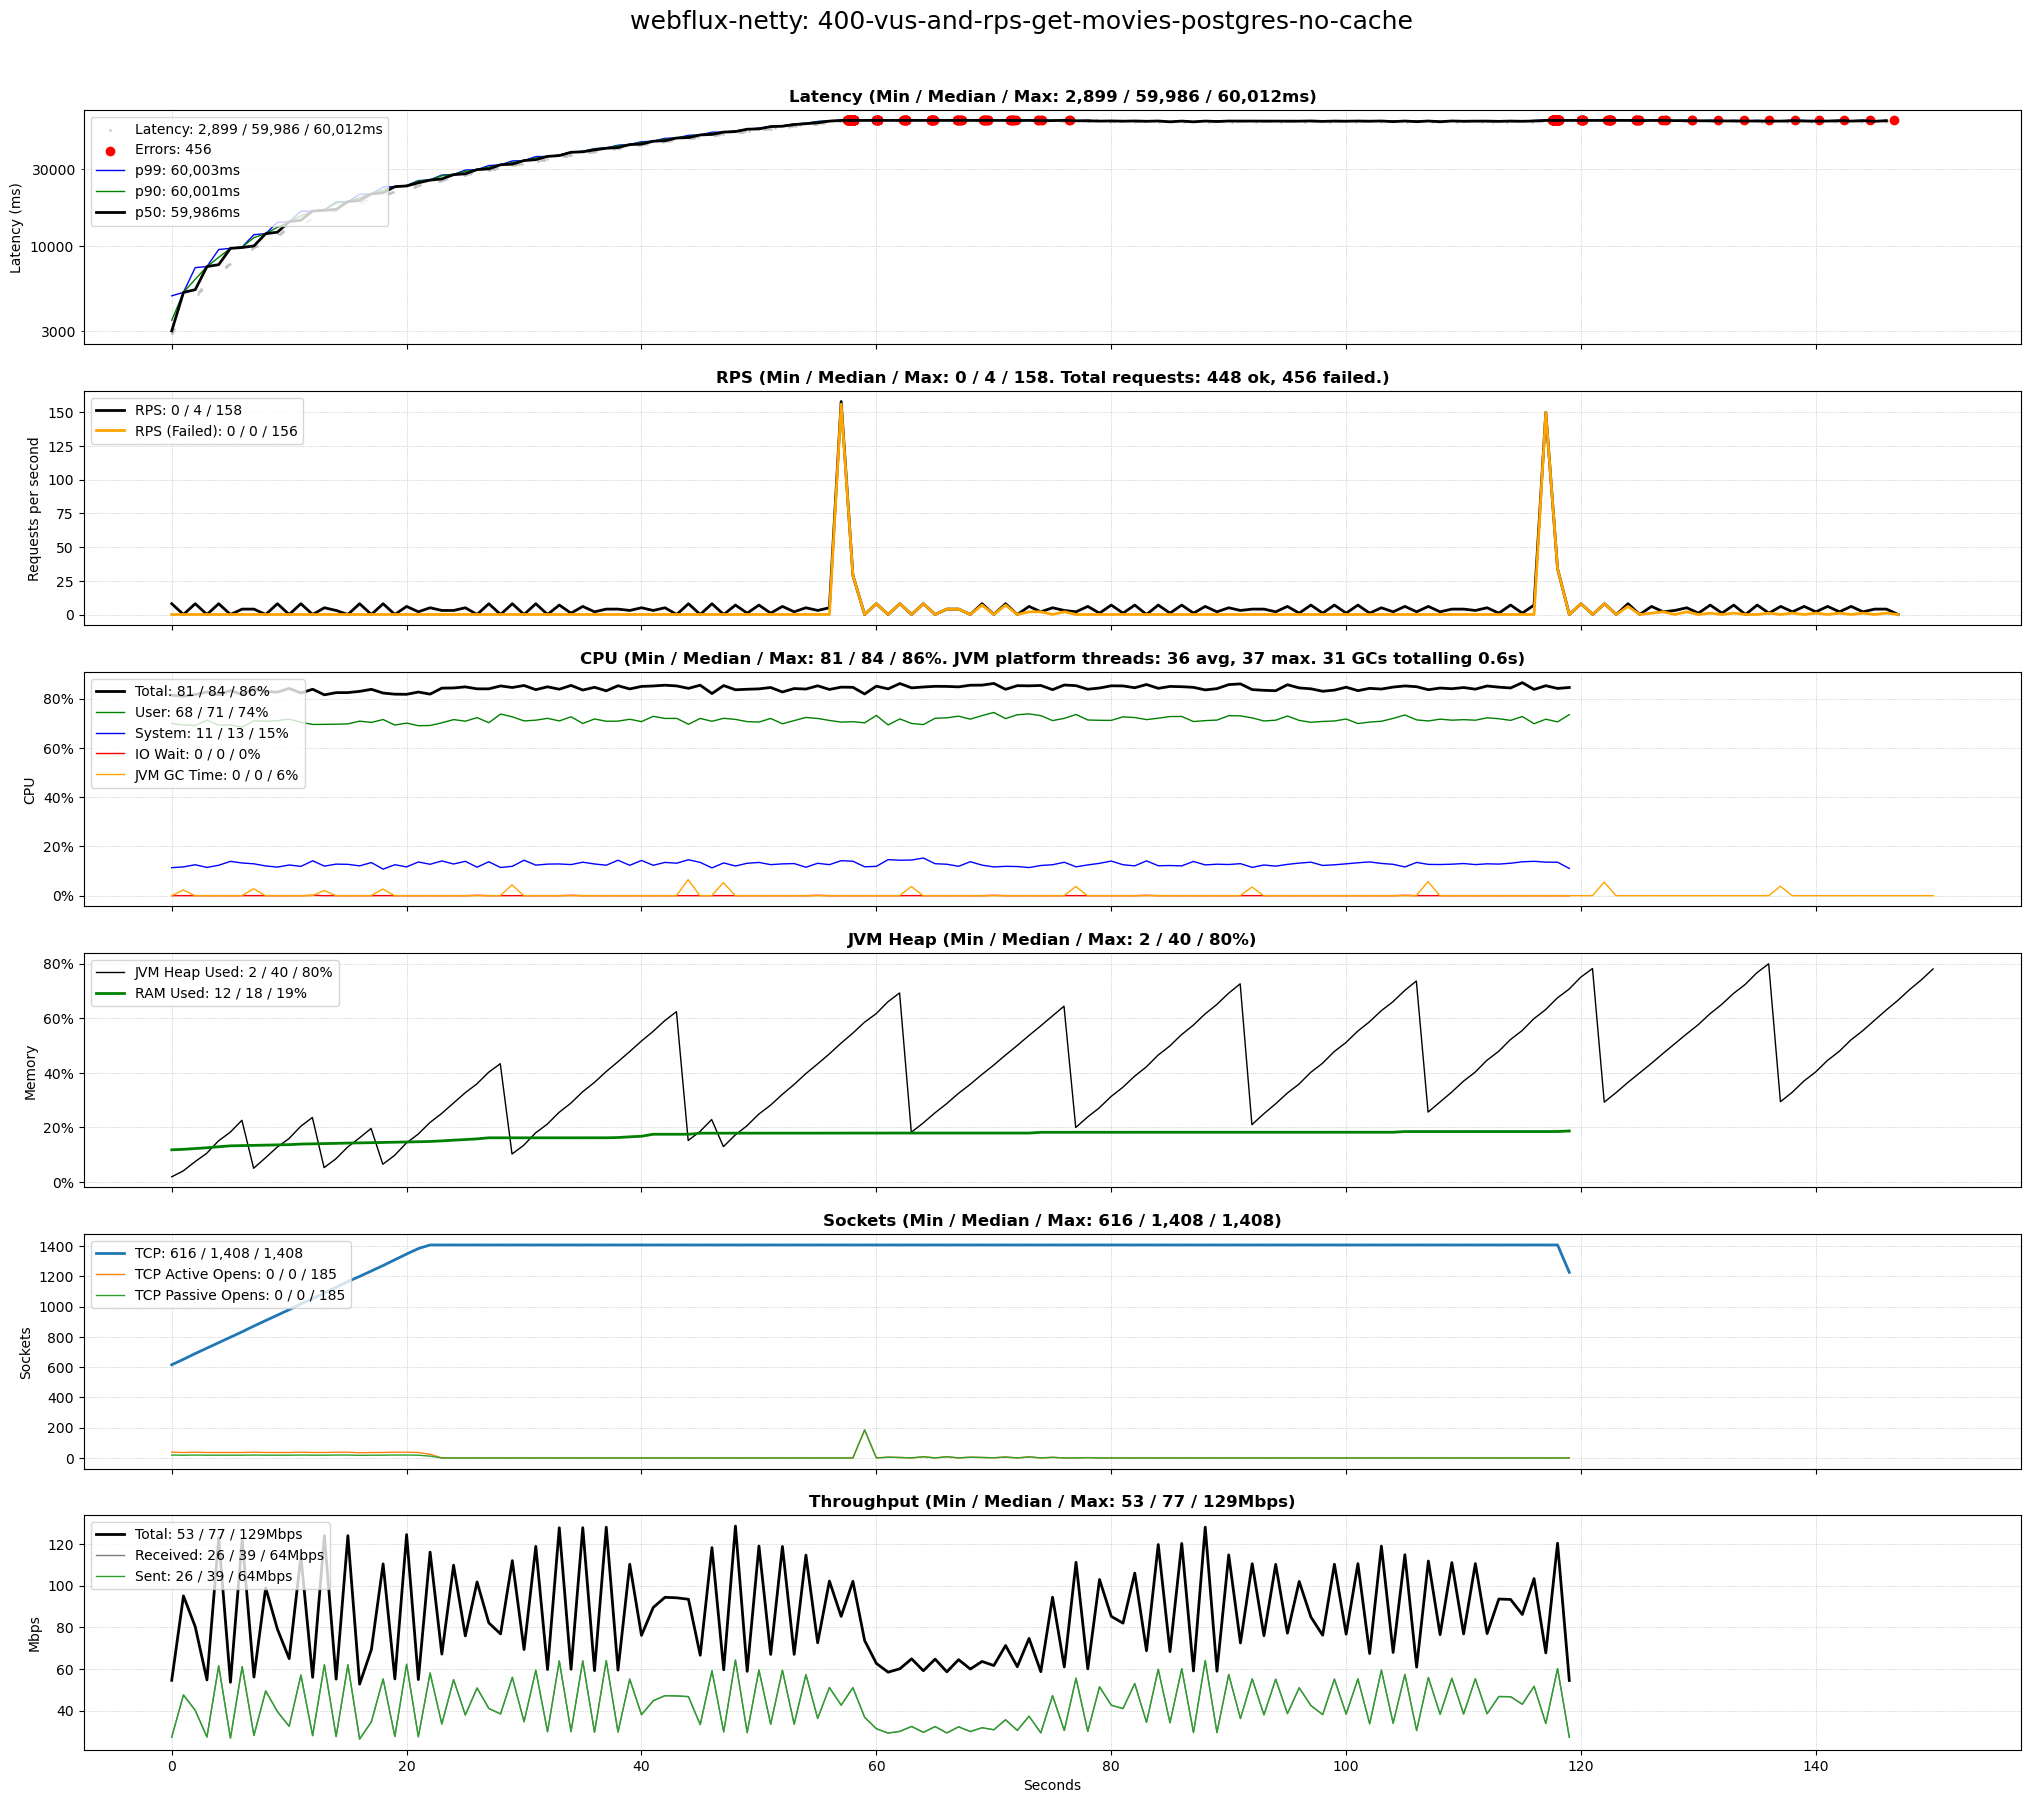 webflux-netty: 400-vus-and-rps-get-movies-postgres-no-cache
Latency (Min / Median / Max: 2,899 / 59,986 / 60,012ms)
Latency: 2,899 / 59,986 / 60,012ms
Errors: 456
p99: 60,003ms
p90: 60,001ms
p50: 59,986ms
Latency (ms)
30000
10000
3000
RPS (Min / Median / Max: 0 / 4 / 158. Total requests: 448 ok, 456 failed.)
RPS: 0 / 4 / 158
RPS (Failed): 0 / 0 / 156
Requests per second
150
125
100
75
50
25
0
CPU (Min / Median / Max: 81 / 84 / 86%. JVM platform threads: 36 avg, 37 max. 31 GCs totalling 0.6s)
Total: 81 / 84 / 86%
User: 68 / 71 / 74%
System: 11 / 13 / 15%
IO Wait: 0 / 0 / 0%
JVM GC Time: 0 / 0 / 6%
CPU
80%
60%
40%
20%
0%
JVM Heap (Min / Median / Max: 2 / 40 / 80%)
JVM Heap Used: 2 / 40 / 80%
RAM Used: 12 / 18 / 19%
Memory
80%
60%
40%
20%
0%
Sockets (Min / Median / Max: 616 / 1,408 / 1,408)
TCP: 616 / 1,408 / 1,408
TCP Active Opens: 0 / 0 / 185
TCP Passive Opens: 0 / 0 / 185
Sockets
1400
1200
1000
800
600
400
200
0
Throughput (Min / Median / Max: 53 / 77 / 129Mbps)
Total: 53 / 77 / 129Mbps
Received: 26 / 39 / 64Mbps
Sent: 26 / 39 / 64Mbps
Mbps
120
100
80
60
40
0
20
40
60
80
100
120
140
Seconds